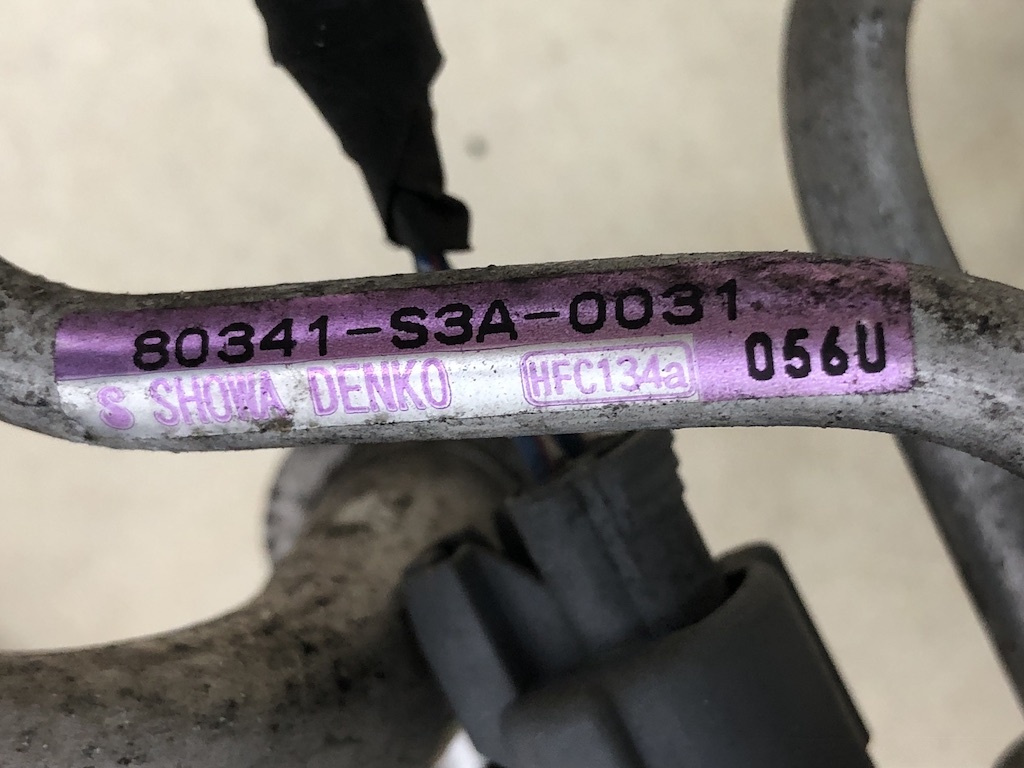 80341-S3A-0031
056U
S SHOWA DENKO HFC134a